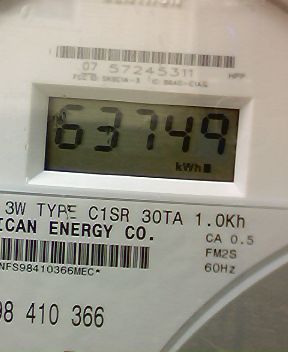 07 57245311 HPP
63749
kWh
3W TYPE C1SR 30TA 1.0Kh
ICAN ENERGY CO. CA 0.5
FM2S
NFS98410366MEC* 60Hz
98 410 366